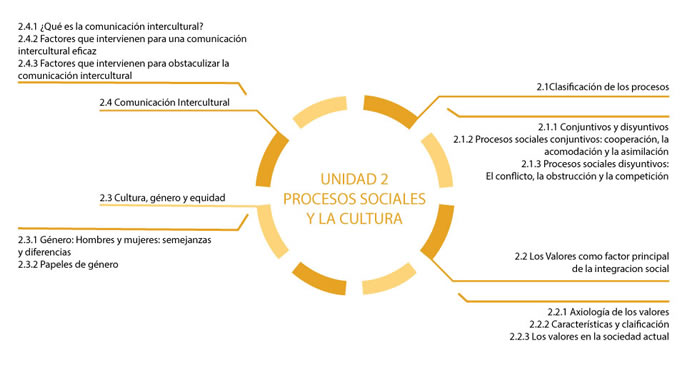 2.4.1 ¿Qué es la comunicación intercultural?
2.4.2 Factores que intervienen para una comunicación
intercultural eficaz
2.4.3 Factores que intervienen para obstaculizar la
comunicación intercultural
2.4 Comunicación Intercultural
2.1Clasificación de los procesos
2.1.1 Conjuntivos y disyuntivos
2.1.2 Procesos sociales conjuntivos: cooperación, la
acomodación y la asimilación
2.1.3 Procesos sociales disyuntivos:
El conflicto, la obstrucción y la competición
UNIDAD 2
PROCESOS SOCIALES
Y LA CULTURA
2.3 Cultura, género y equidad
2.3.1 Género: Hombres y mujeres: semejanzas
y diferencias
2.3.2 Papeles de género
2.2 Los Valores como factor principal
de la integracion social
2.2.1 Axiología de los valores
2.2.2 Características y claificación
2.2.3 Los valores en la sociedad actual